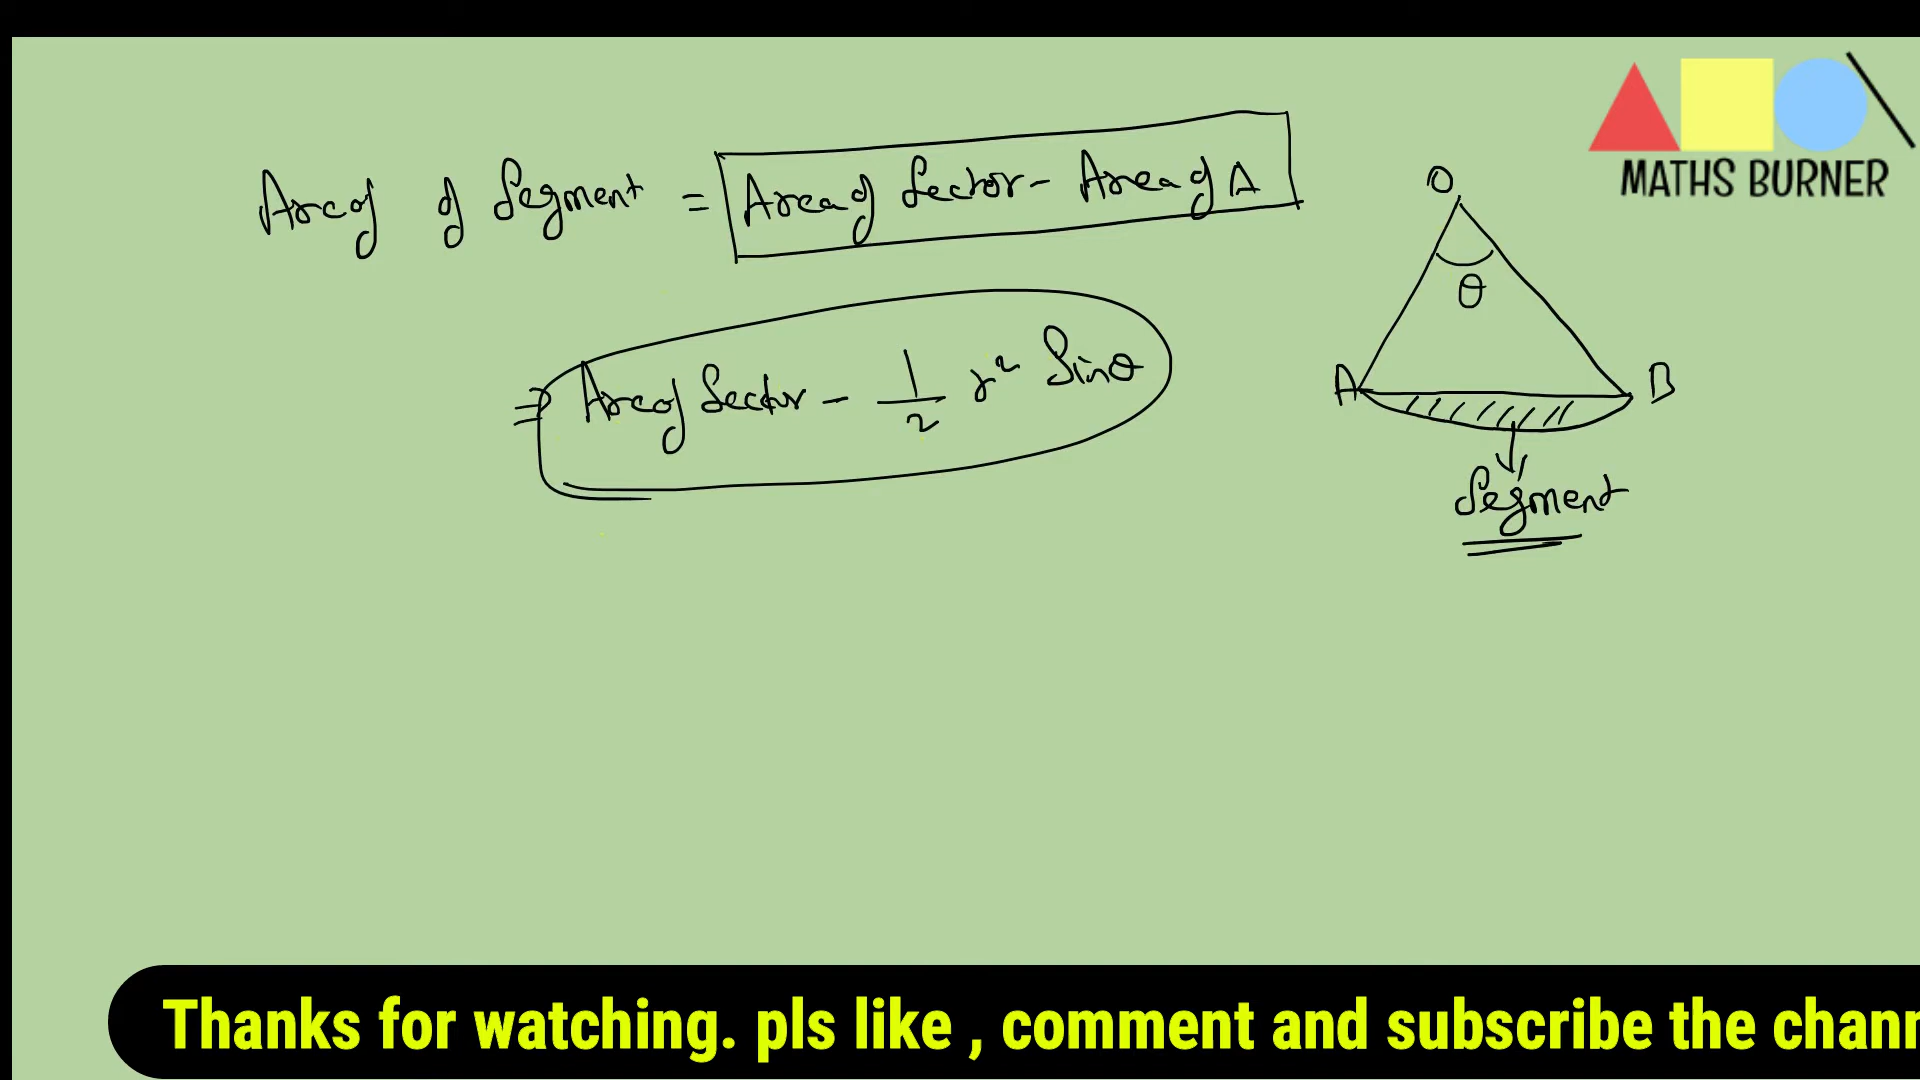 MATHS BURNER
Area of Segment = Area of Sector - Area of Δ
O
θ
⇒ Area of Sector - 1/2 r² Sinθ
A B
Segment
Thanks for watching. pls like , comment and subscribe the chann